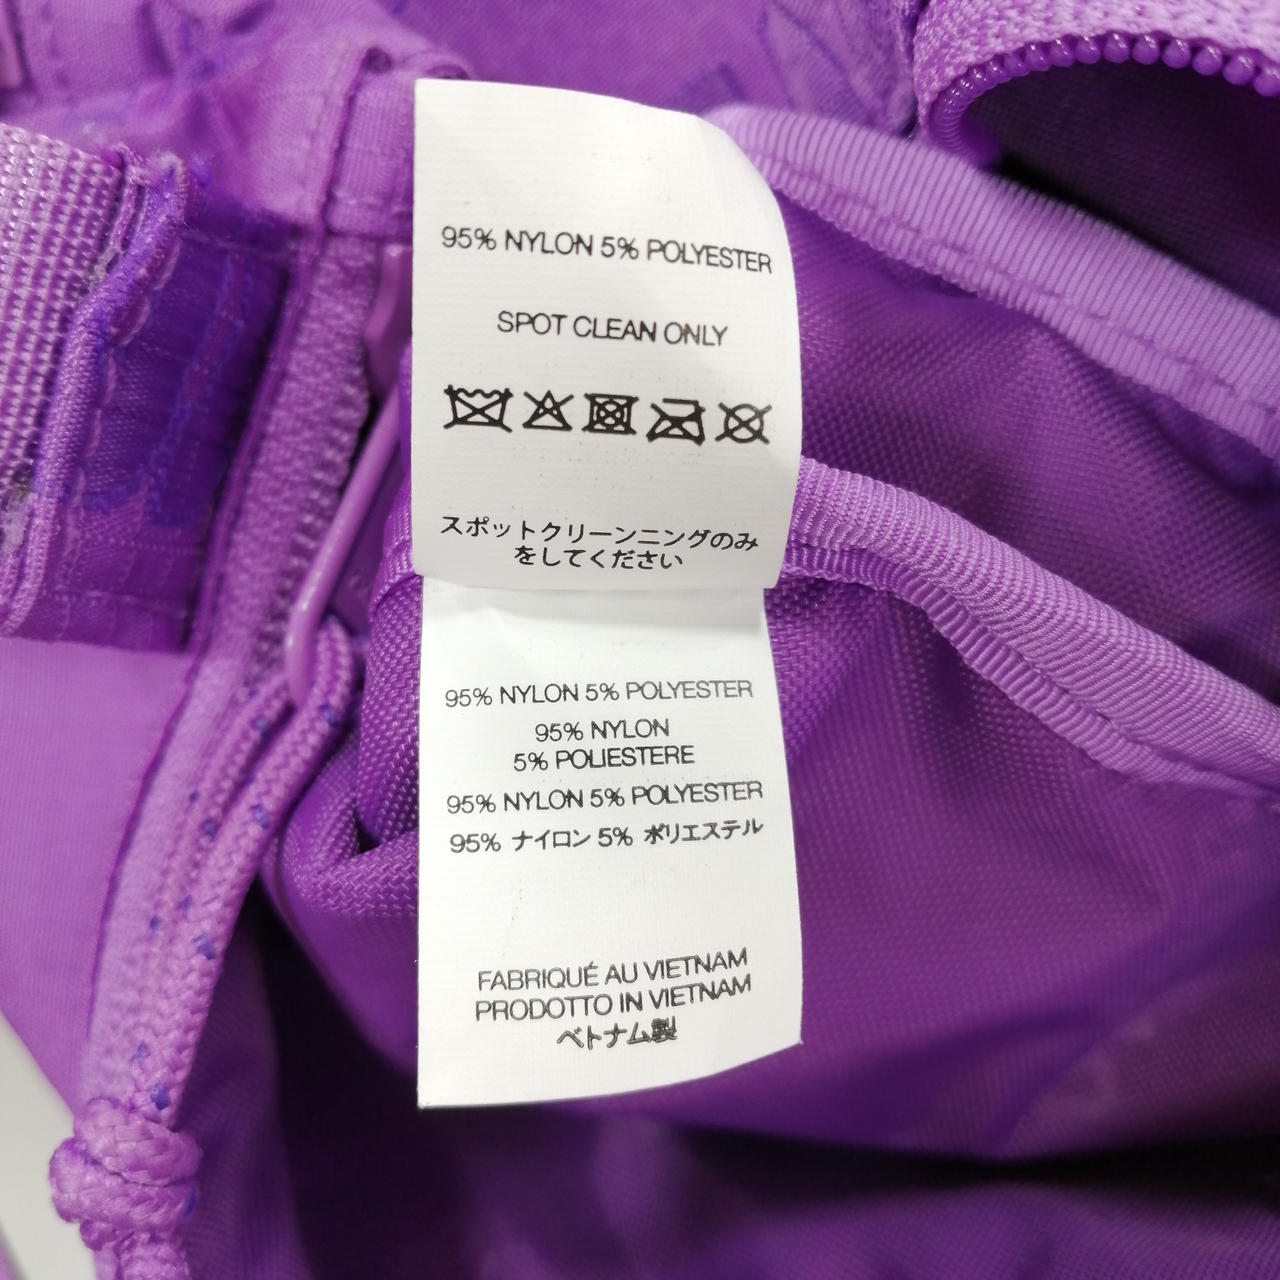 95% NYLON 5% POLYESTER
SPOT CLEAN ONLY
スポットクリーンニングのみ
をしてください
95% NYLON 5% POLYESTER
95% NYLON
5% POLIESTERE
95% NYLON 5% POLYESTER
95% ナイロン 5% ポリエステル
FABRIQUÉ AU VIETNAM
PRODOTTO IN VIETNAM
ベトナム製